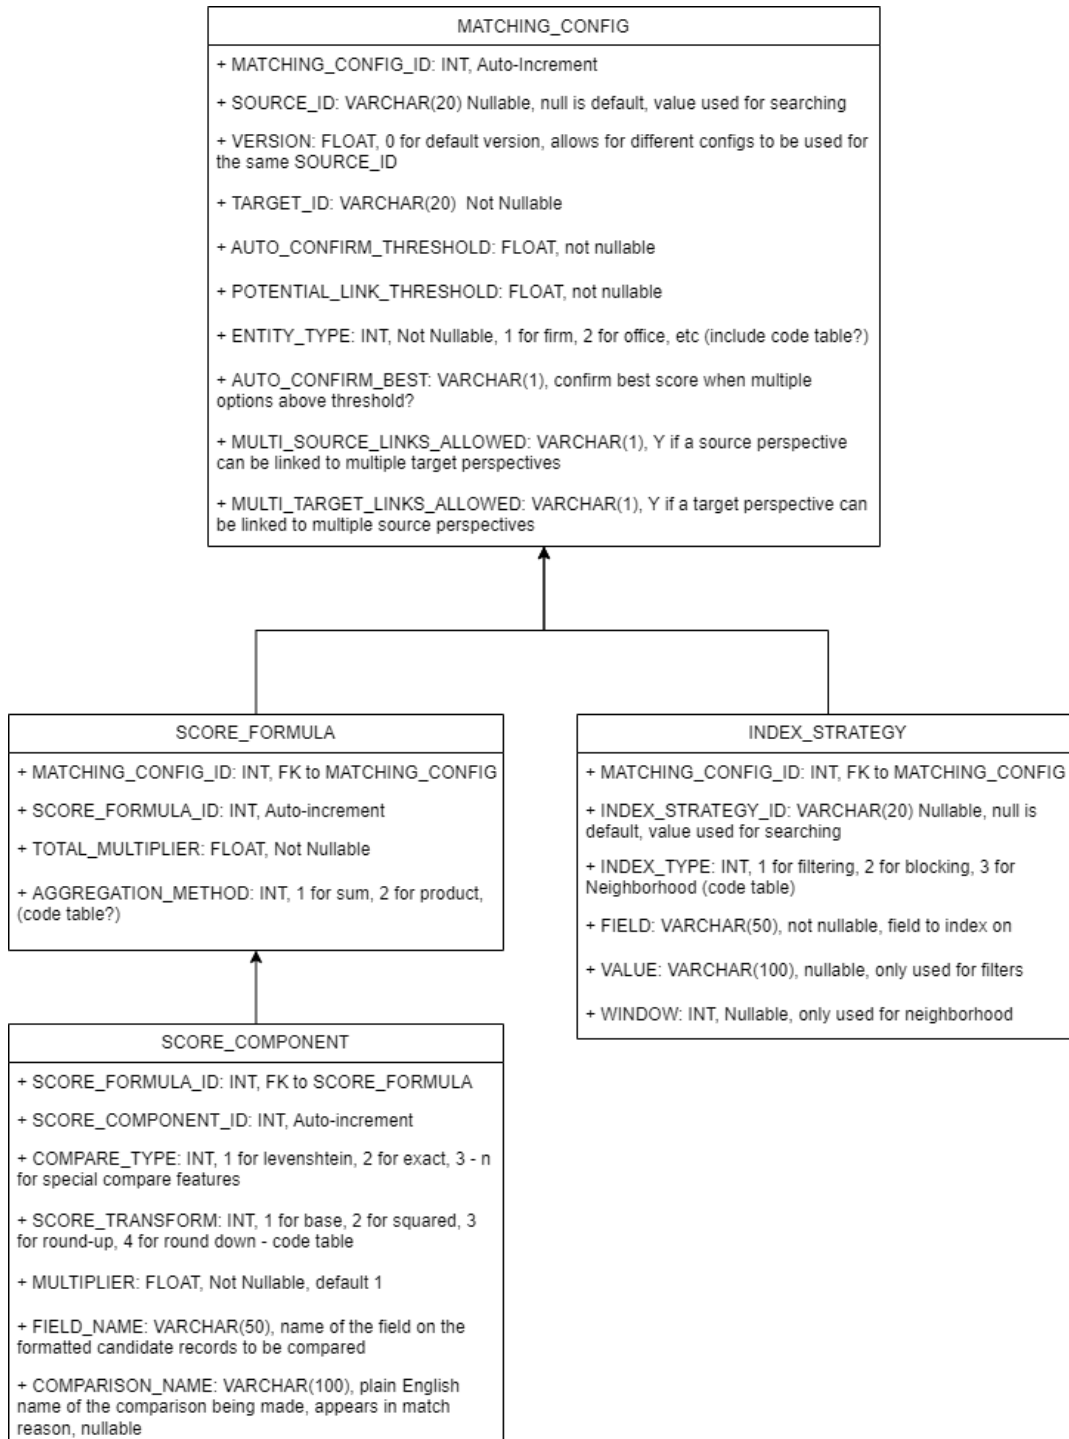 MATCHING_CONFIG
+ MATCHING_CONFIG_ID: INT, Auto-Increment
+ SOURCE_ID: VARCHAR(20) Nullable, null is default, value used for searching
+ VERSION: FLOAT, 0 for default version, allows for different configs to be used for
the same SOURCE_ID
+ TARGET_ID: VARCHAR(20)  Not Nullable
+ AUTO_CONFIRM_THRESHOLD: FLOAT, not nullable
+ POTENTIAL_LINK_THRESHOLD: FLOAT, not nullable
+ ENTITY_TYPE: INT, Not Nullable, 1 for firm, 2 for office, etc (include code table?)
+ AUTO_CONFIRM_BEST: VARCHAR(1), confirm best score when multiple
options above threshold?
+ MULTI_SOURCE_LINKS_ALLOWED: VARCHAR(1), Y if a source perspective
can be linked to multiple target perspectives
+ MULTI_TARGET_LINKS_ALLOWED: VARCHAR(1), Y if a target perspective can
be linked to multiple source perspectives
SCORE_FORMULA
+ MATCHING_CONFIG_ID: INT, FK to MATCHING_CONFIG
+ SCORE_FORMULA_ID: INT, Auto-increment
+ TOTAL_MULTIPLIER: FLOAT, Not Nullable
+ AGGREGATION_METHOD: INT, 1 for sum, 2 for product,
(code table?)
INDEX_STRATEGY
+ MATCHING_CONFIG_ID: INT, FK to MATCHING_CONFIG
+ INDEX_STRATEGY_ID: VARCHAR(20) Nullable, null is
default, value used for searching
+ INDEX_TYPE: INT, 1 for filtering, 2 for blocking, 3 for
Neighborhood (code table)
+ FIELD: VARCHAR(50), not nullable, field to index on
+ VALUE: VARCHAR(100), nullable, only used for filters
+ WINDOW: INT, Nullable, only used for neighborhood
SCORE_COMPONENT
+ SCORE_FORMULA_ID: INT, FK to SCORE_FORMULA
+ SCORE_COMPONENT_ID: INT, Auto-increment
+ COMPARE_TYPE: INT, 1 for levenshtein, 2 for exact, 3 - n
for special compare features
+ SCORE_TRANSFORM: INT, 1 for base, 2 for squared, 3
for round-up, 4 for round down - code table
+ MULTIPLIER: FLOAT, Not Nullable, default 1
+ FIELD_NAME: VARCHAR(50), name of the field on the
formatted candidate records to be compared
+ COMPARISON_NAME: VARCHAR(100), plain English
name of the comparison being made, appears in match
reason, nullable